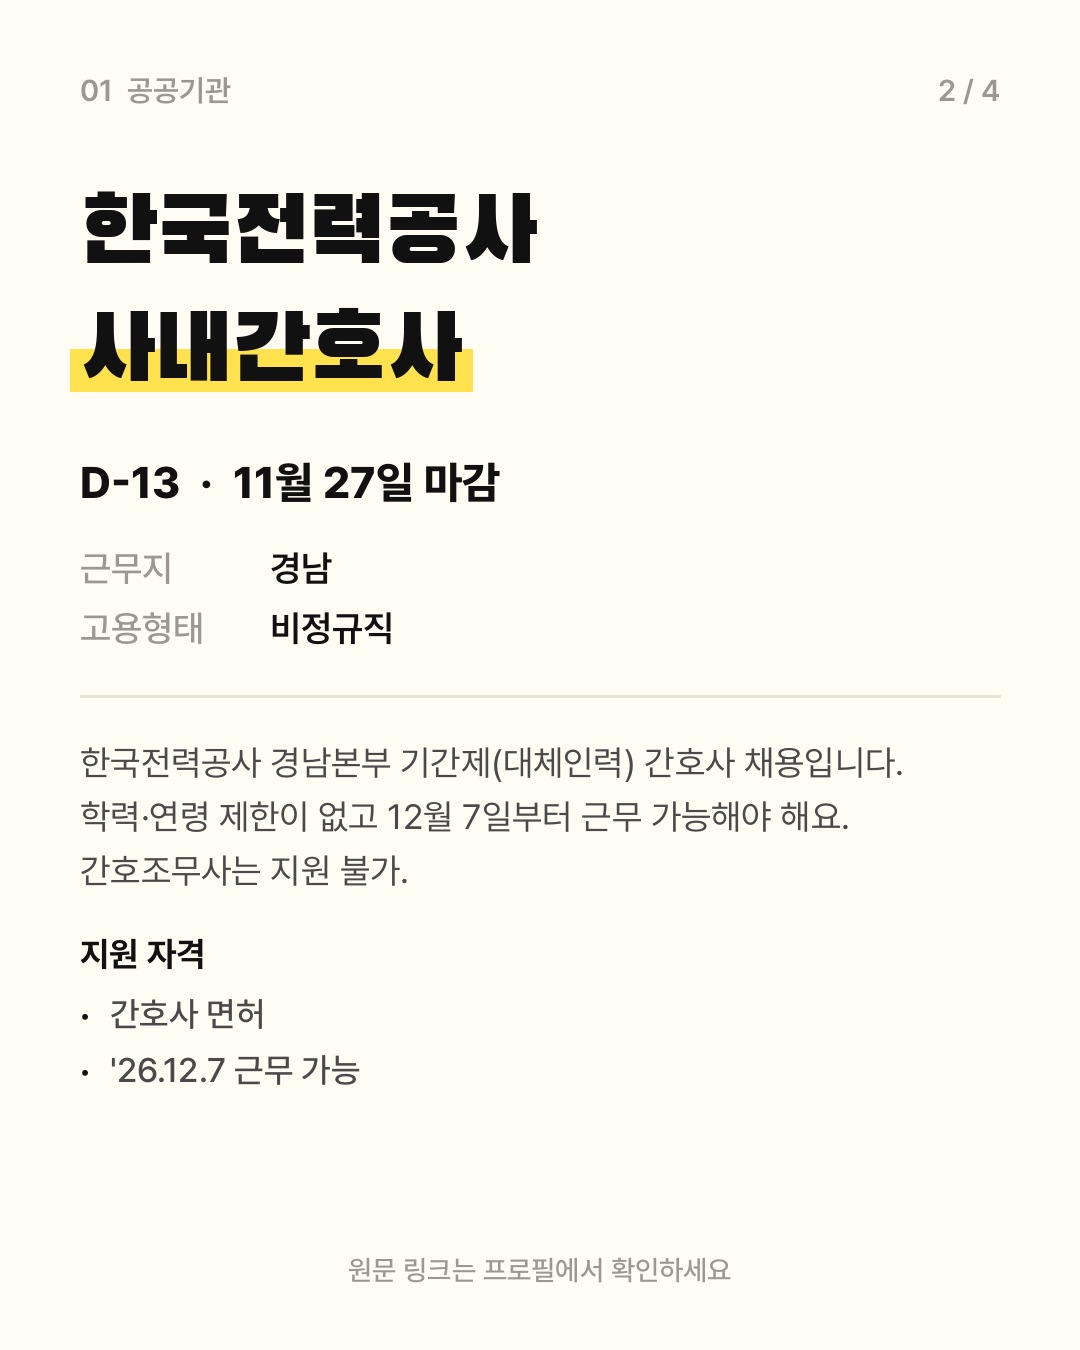 01 공공기관
2 / 4
한국전력공사
사내간호사
D-13 · 11월 27일 마감
근무지 경남
고용형태 비정규직
한국전력공사 경남본부 기간제(대체인력) 간호사 채용입니다.
학력·연령 제한이 없고 12월 7일부터 근무 가능해야 해요.
간호조무사는 지원 불가.
지원 자격
· 간호사 면허
· '26.12.7 근무 가능
원문 링크는 프로필에서 확인하세요